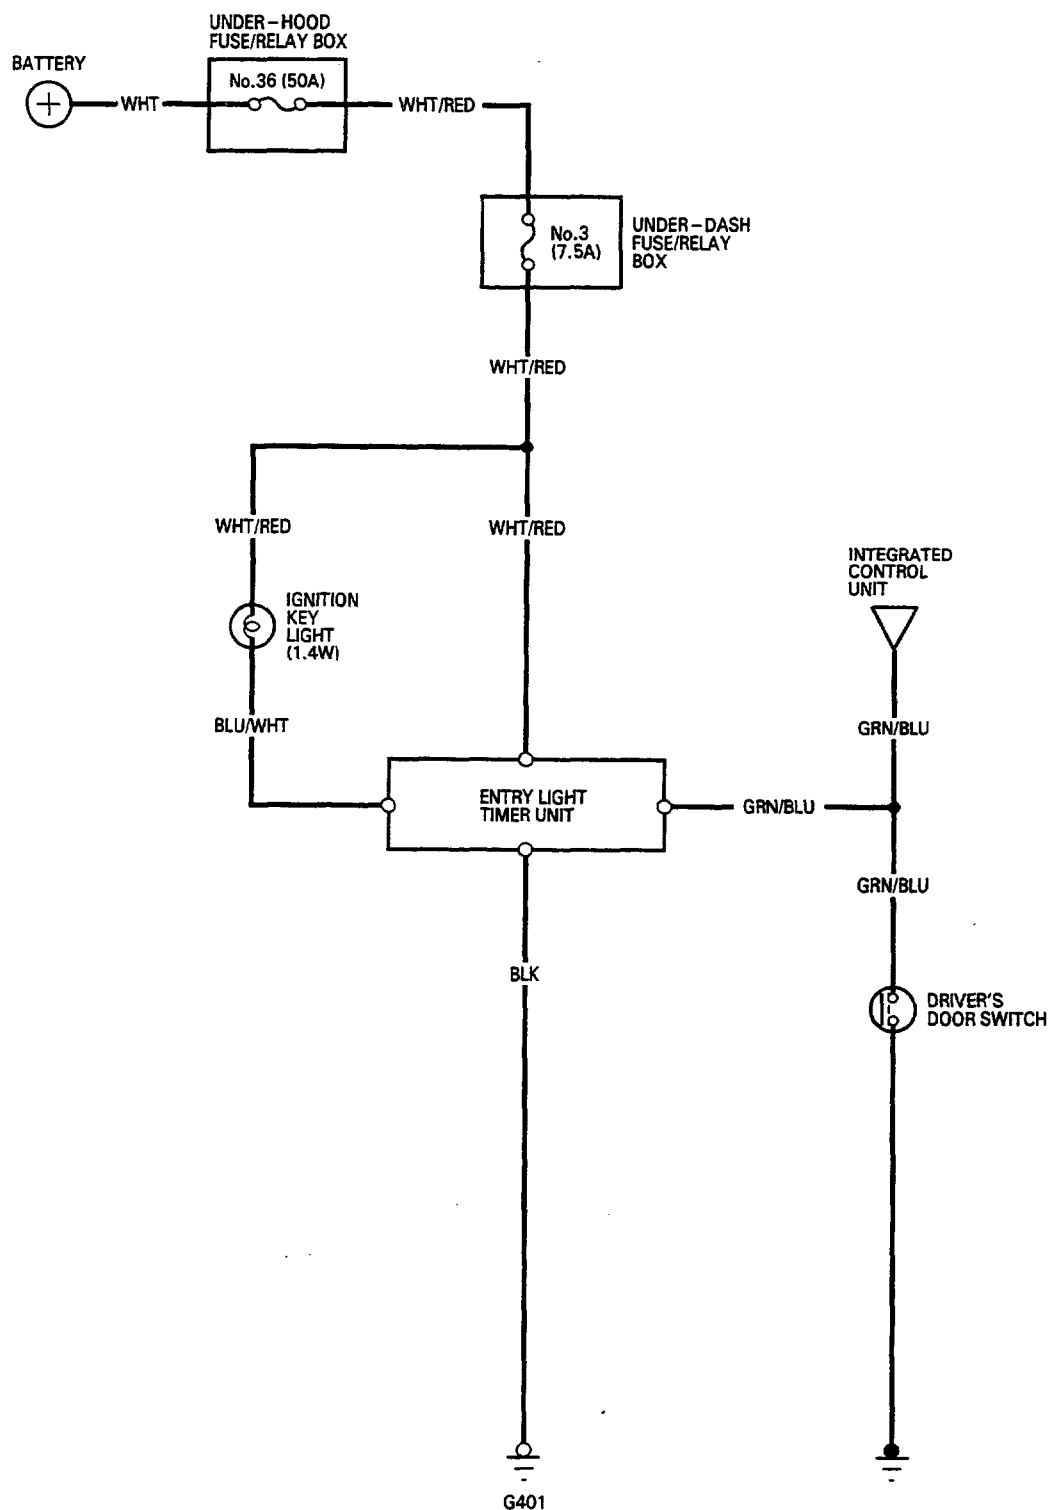 UNDER-HOOD
FUSE/RELAY BOX
BATTERY
No.36 (50A)
WHT
WHT/RED
No.3
(7.5A)
UNDER-DASH
FUSE/RELAY
BOX
WHT/RED
WHT/RED
WHT/RED
INTEGRATED
CONTROL
UNIT
IGNITION
KEY
LIGHT
(1.4W)
BLU/WHT
GRN/BLU
ENTRY LIGHT
TIMER UNIT
GRN/BLU
GRN/BLU
BLK
DRIVER'S
DOOR SWITCH
G401